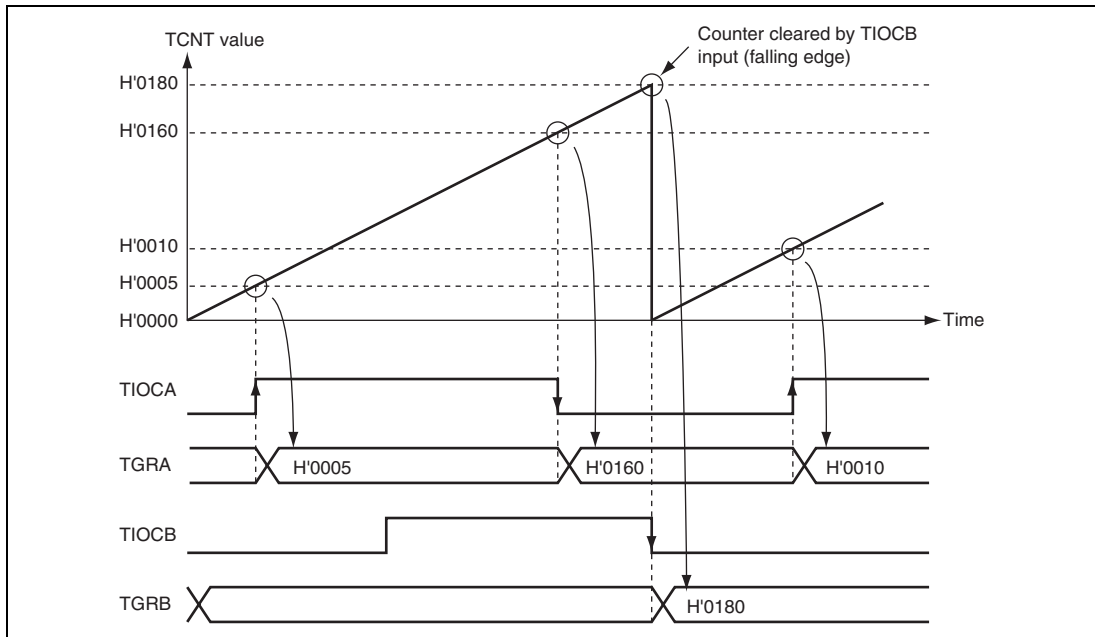 TCNT value
Counter cleared by TIOCB
input (falling edge)
H'0180
H'0160
H'0010
H'0005
H'0000
Time
TIOCA
TGRA
H'0005
H'0160
H'0010
TIOCB
TGRB
H'0180